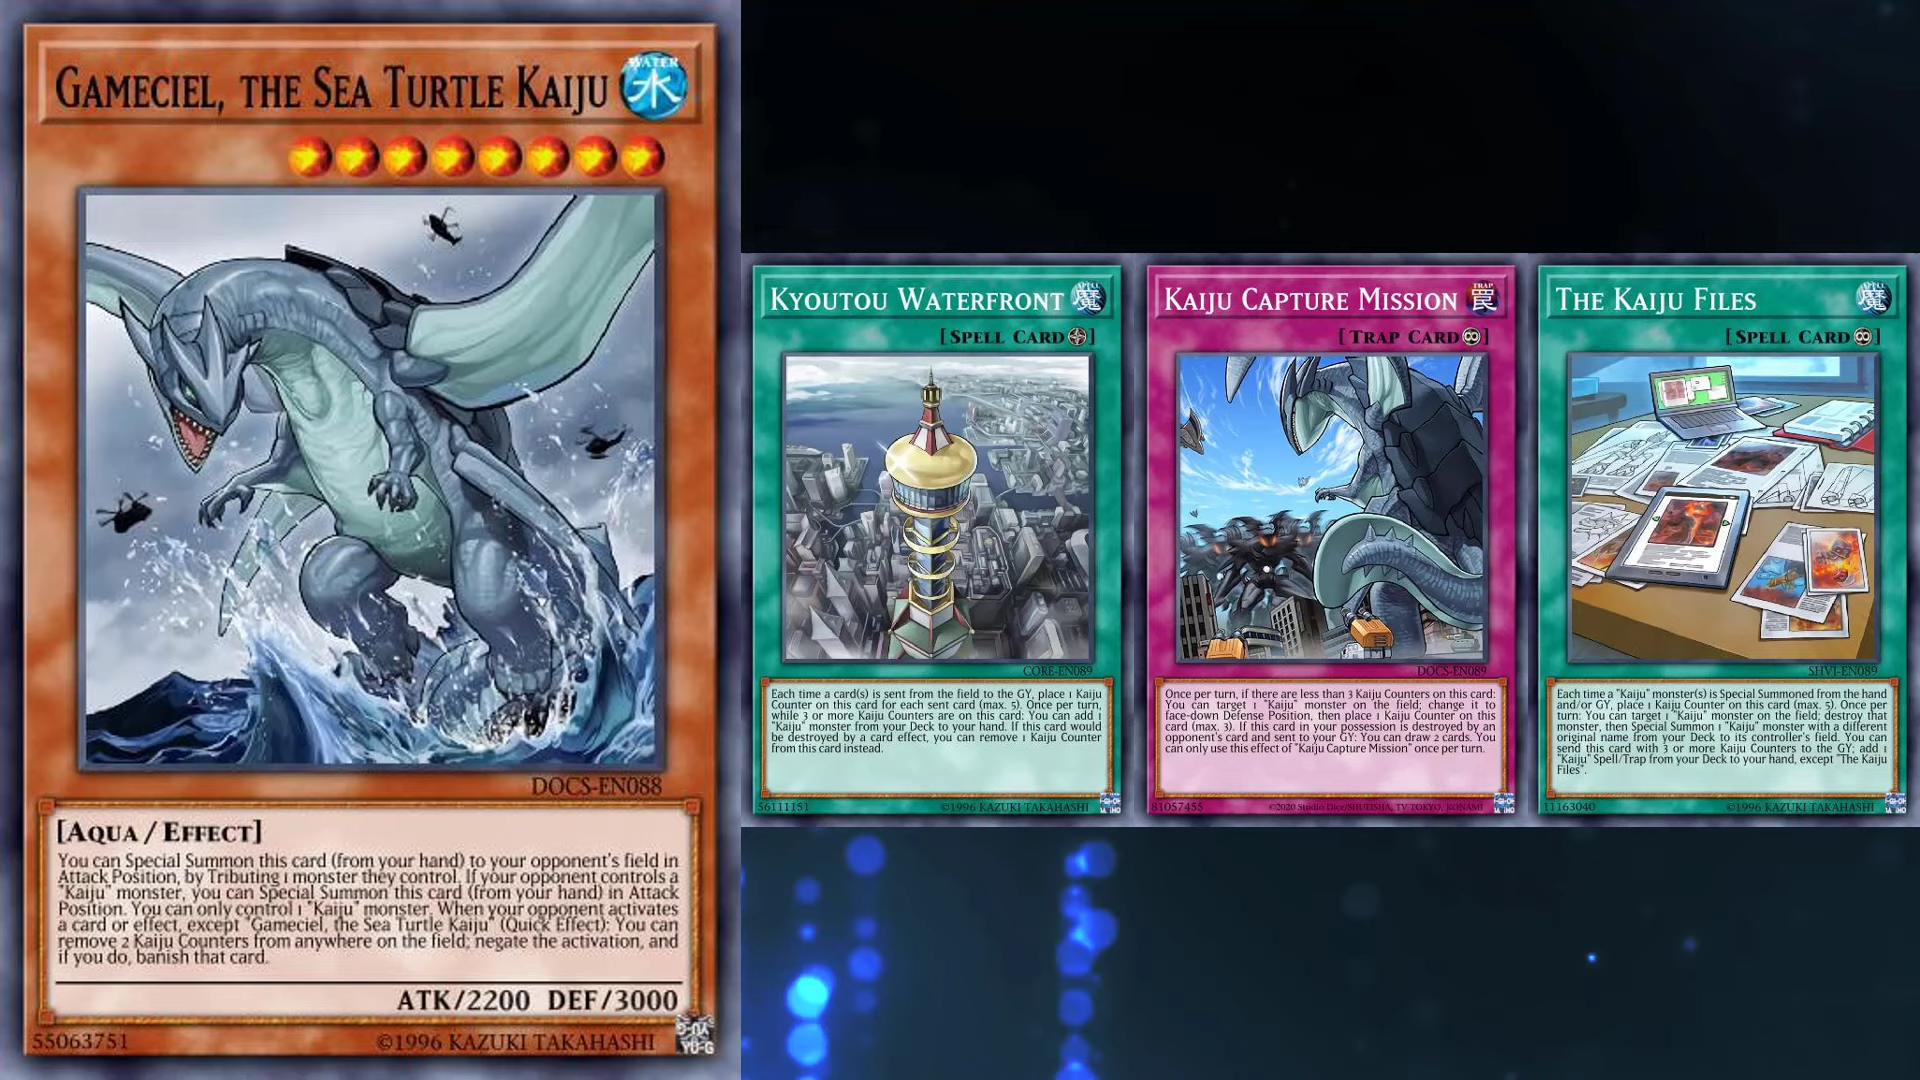 GAMECIEL, THE SEA TURTLE KAIJU
WATER
水
DOCS-EN088
[AQUA / EFFECT]
You can Special Summon this card (from your hand) to your opponent's field in
Attack Position, by Tributing 1 monster they control. If your opponent controls a
"Kaiju" monster, you can Special Summon this card (from your hand) in Attack
Position. You can only control 1 "Kaiju" monster. When your opponent activates
a card or effect, except "Gameciel, the Sea Turtle Kaiju" (Quick Effect): You can
remove 2 Kaiju Counters from anywhere on the field; negate the activation, and
if you do, banish that card.
ATK/2200 DEF/3000
55063751
©1996 KAZUKI TAKAHASHI
KYOUTOU WATERFRONT
SPELL
魔
[SPELL CARD]
CORE-EN089
Each time a card(s) is sent from the field to the GY, place 1 Kaiju
Counter on this card for each sent card (max. 5). Once per turn,
while 3 or more Kaiju Counters are on this card: You can add 1
"Kaiju" monster from your Deck to your hand. If this card would
be destroyed by a card effect, you can remove 1 Kaiju Counter
from this card instead.
56111151
©1996 KAZUKI TAKAHASHI
KAIJU CAPTURE MISSION
TRAP
罠
[TRAP CARD]
DOCS-EN089
Once per turn, if there are less than 3 Kaiju Counters on this card:
You can target 1 "Kaiju" monster on the field; change it to
face-down Defense Position, then place 1 Kaiju Counter on this
card (max. 3). If this card in your possession is destroyed by an
opponent's card and sent to your GY: You can draw 2 cards. You
can only use this effect of "Kaiju Capture Mission" once per turn.
81057455
©2020 Studio Dice/SHUEISHA, TV TOKYO, KONAMI
THE KAIJU FILES
SPELL
魔
[SPELL CARD]
SHVI-EN089
Each time a "Kaiju" monster(s) is Special Summoned from the hand
and/or GY, place 1 Kaiju Counter on this card (max. 5). Once per
turn: You can target 1 "Kaiju" monster on the field; destroy that
monster, then Special Summon 1 "Kaiju" monster with a different
original name from your Deck to its controller's field. You can
send this card with 3 or more Kaiju Counters to the GY; add 1
"Kaiju" Spell/Trap from your Deck to your hand, except "The Kaiju
Files".
11163040
©1996 KAZUKI TAKAHASHI